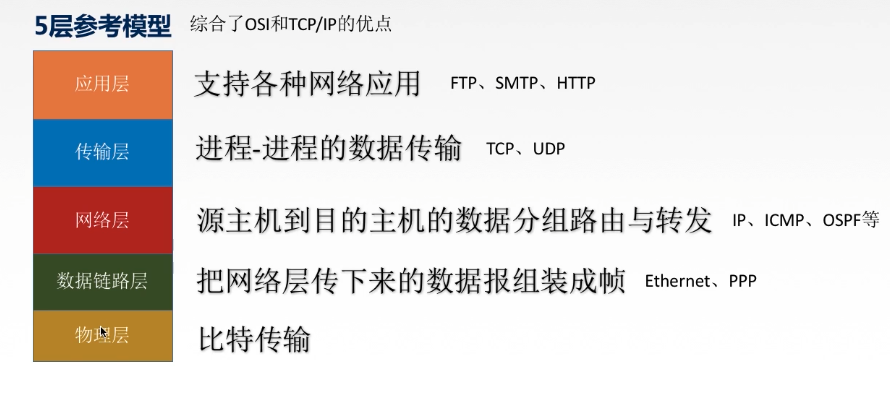 5层参考模型 综合了OSI和TCP/IP的优点
应用层 支持各种网络应用 FTP、SMTP、HTTP
传输层 进程-进程的数据传输 TCP、UDP
网络层 源主机到目的主机的数据分组路由与转发 IP、ICMP、OSPF等
数据链路层 把网络层传下来的数据报组装成帧 Ethernet、PPP
物理层 比特传输